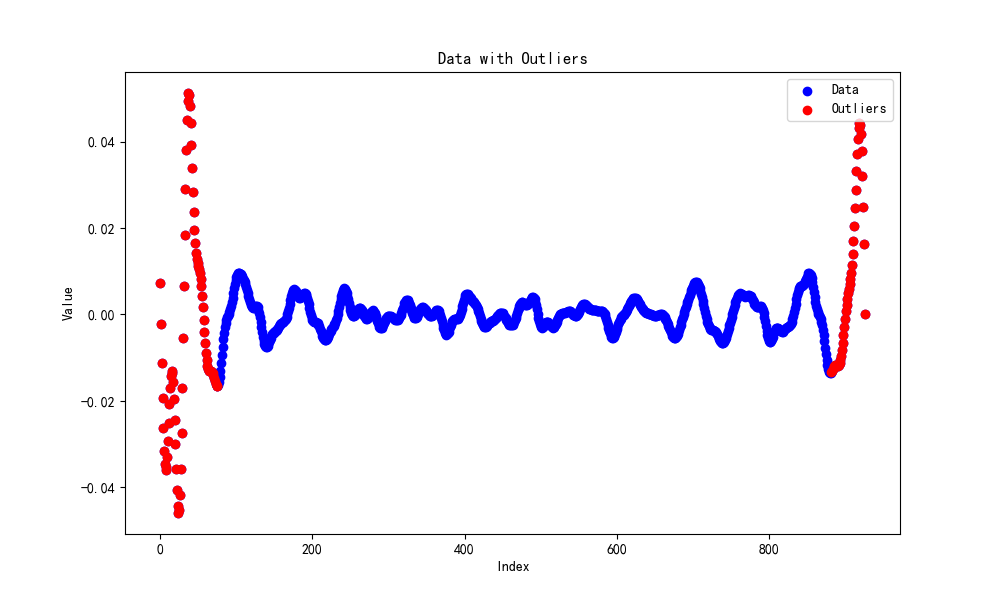 Data with Outliers
Data
Outliers
0.04
0.02
0.00
-0.02
-0.04
Value
0 200 400 600 800
Index